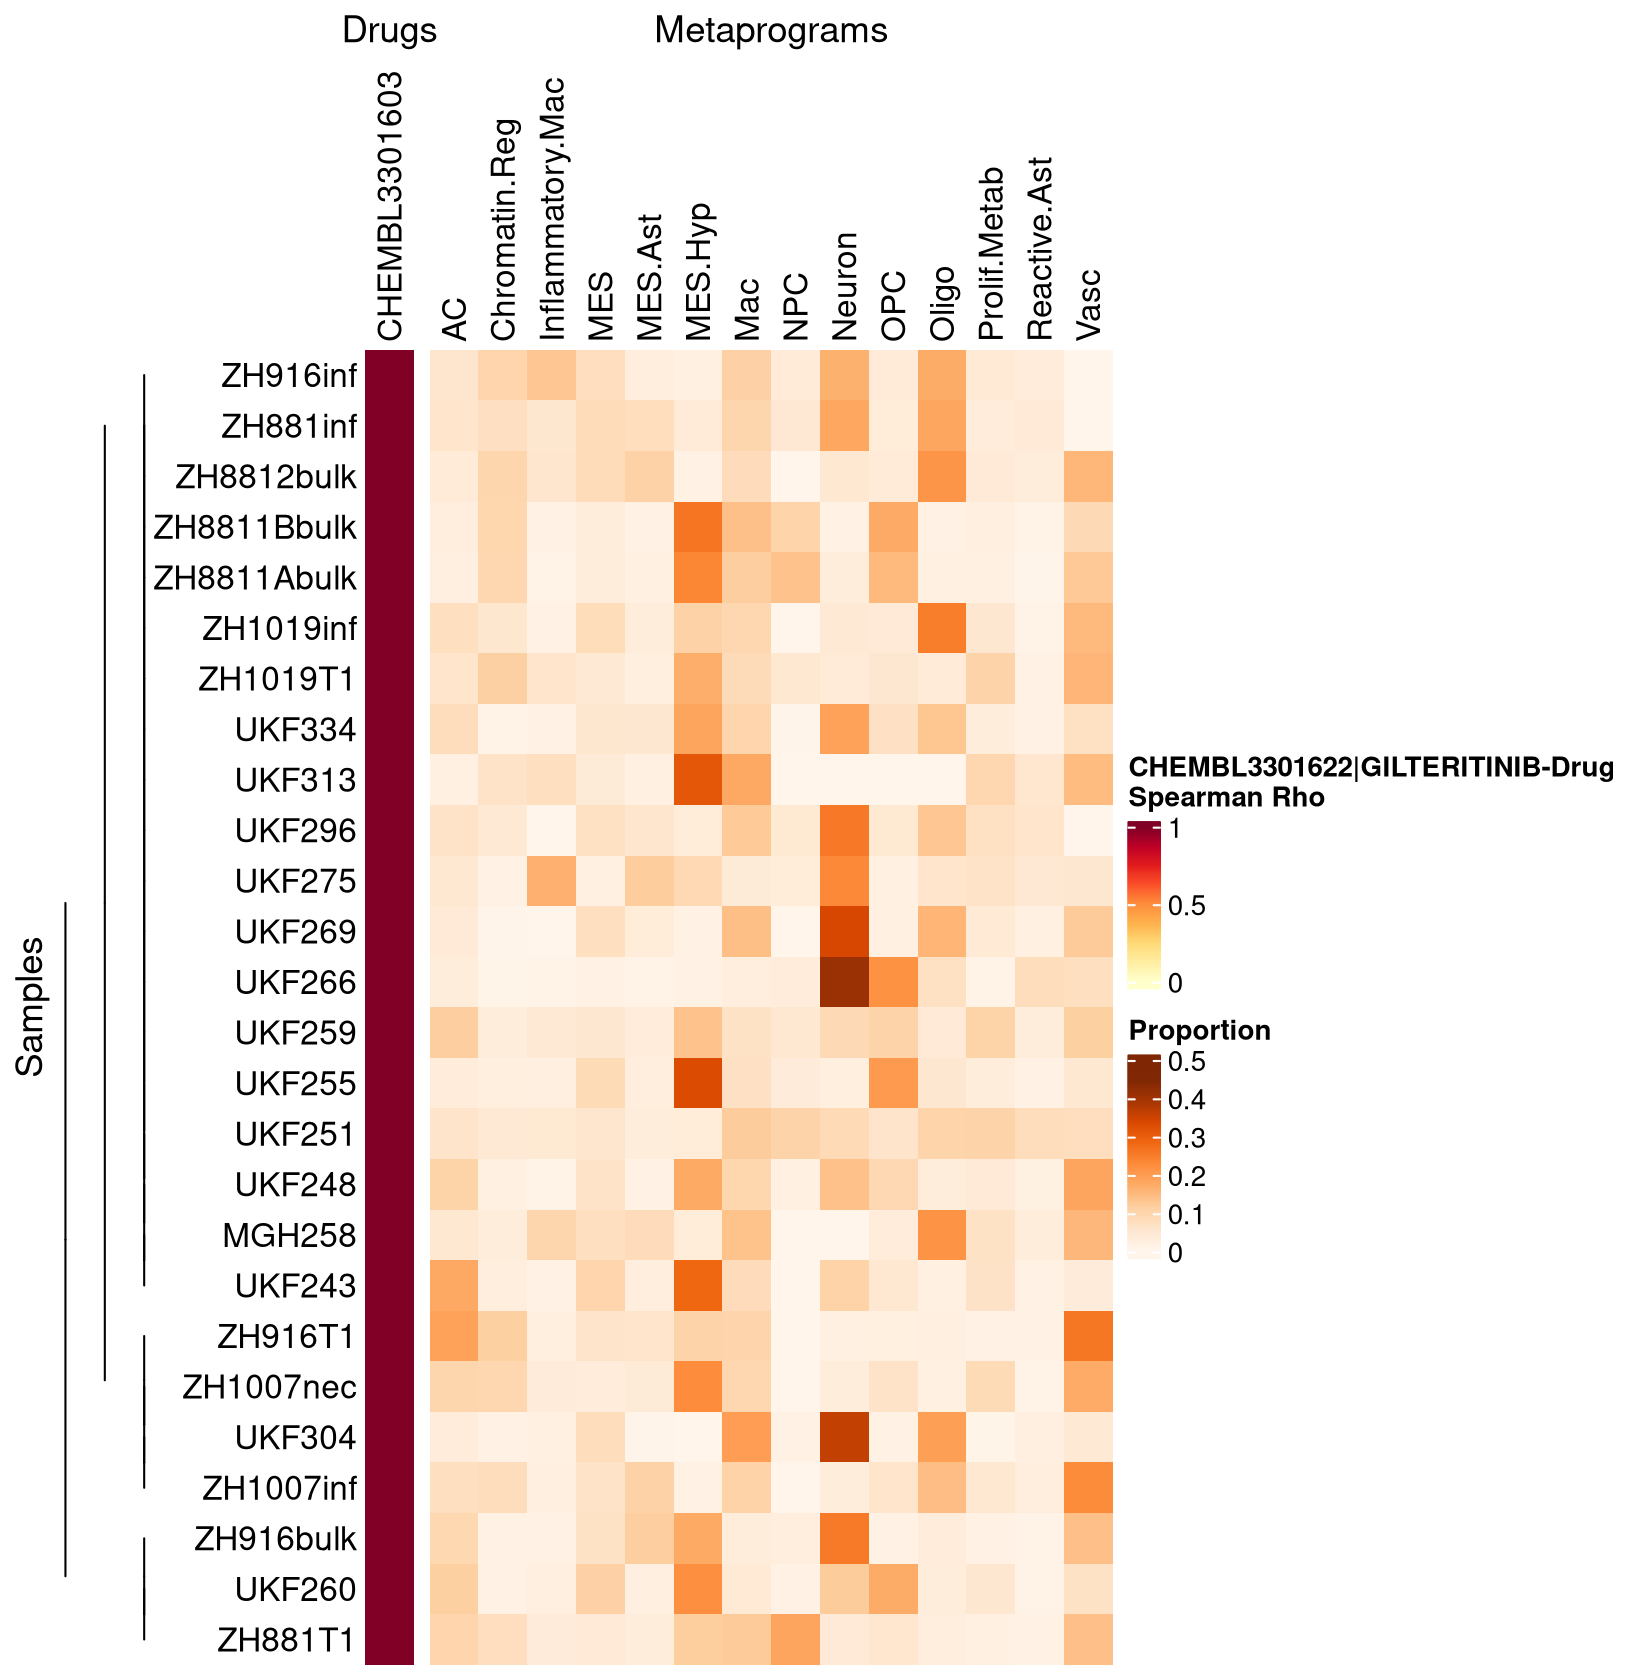 Drugs
Metaprograms
CHEMBL3301603
AC
Chromatin.Reg
Inflammatory.Mac
MES
MES.Ast
MES.Hyp
Mac
NPC
Neuron
OPC
Oligo
Prolif.Metab
Reactive.Ast
Vasc
Samples
ZH916inf
ZH881inf
ZH8812bulk
ZH8811Bbulk
ZH8811Abulk
ZH1019inf
ZH1019T1
UKF334
UKF313
UKF296
UKF275
UKF269
UKF266
UKF259
UKF255
UKF251
UKF248
MGH258
UKF243
ZH916T1
ZH1007nec
UKF304
ZH1007inf
ZH916bulk
UKF260
ZH881T1
CHEMBL3301622|GILTERITINIB-Drug
Spearman Rho
1
0.5
0
Proportion
0.5
0.4
0.3
0.2
0.1
0